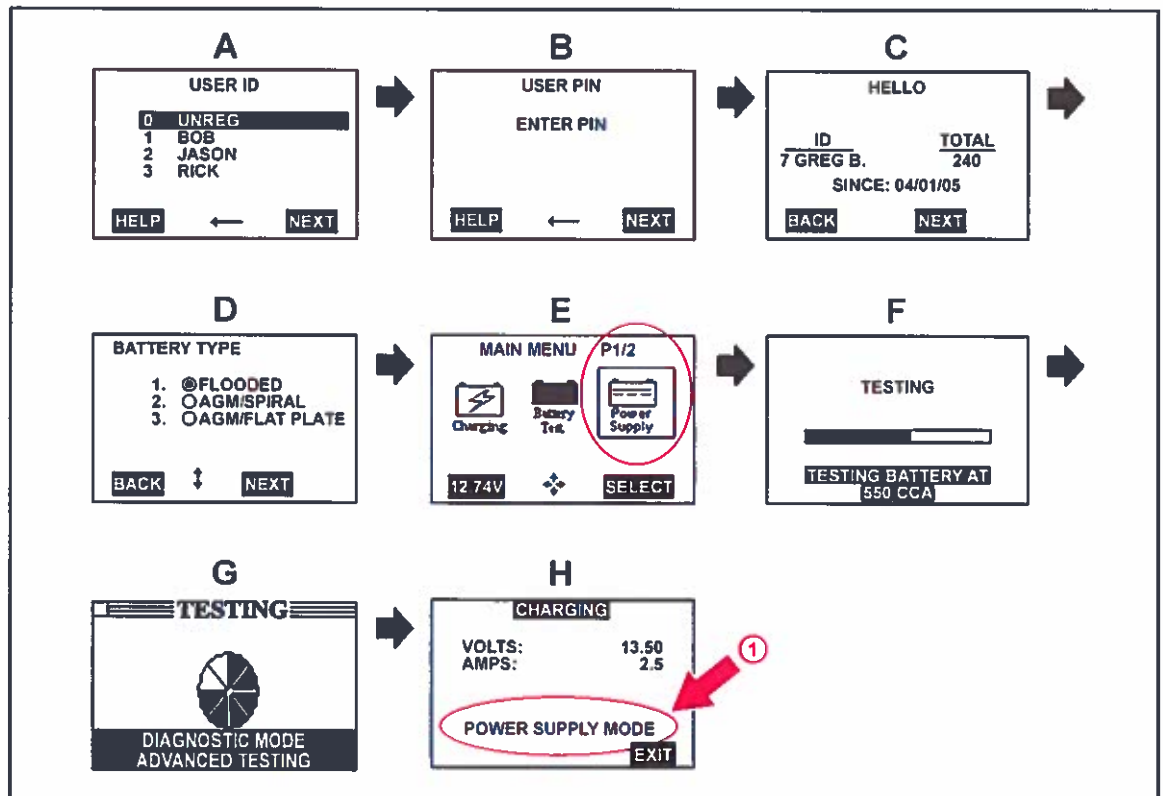 A
USER ID
0 UNREG
1 BOB
2 JASON
3 RICK
HELP ← NEXT
B
USER PIN
ENTER PIN
HELP ← NEXT
C
HELLO
ID TOTAL
7 GREG B. 240
SINCE: 04/01/05
BACK NEXT
D
BATTERY TYPE
1. FLOODED
2. AGM/SPIRAL
3. AGM/FLAT PLATE
BACK NEXT
E
MAIN MENU P1/2
Charging Battery Test Power Supply
12.74V SELECT
F
TESTING
TESTING BATTERY AT
550 CCA
G
TESTING
DIAGNOSTIC MODE
ADVANCED TESTING
H
CHARGING
VOLTS: 13.50
AMPS: 2.5
1
POWER SUPPLY MODE
EXIT